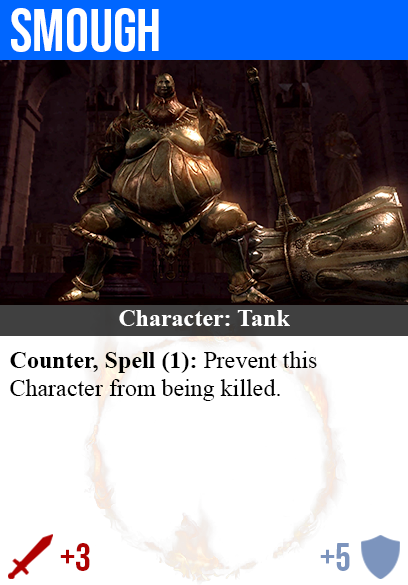 SMOUGH
Character: Tank
Counter, Spell (1): Prevent this
Character from being killed.
+3
+5